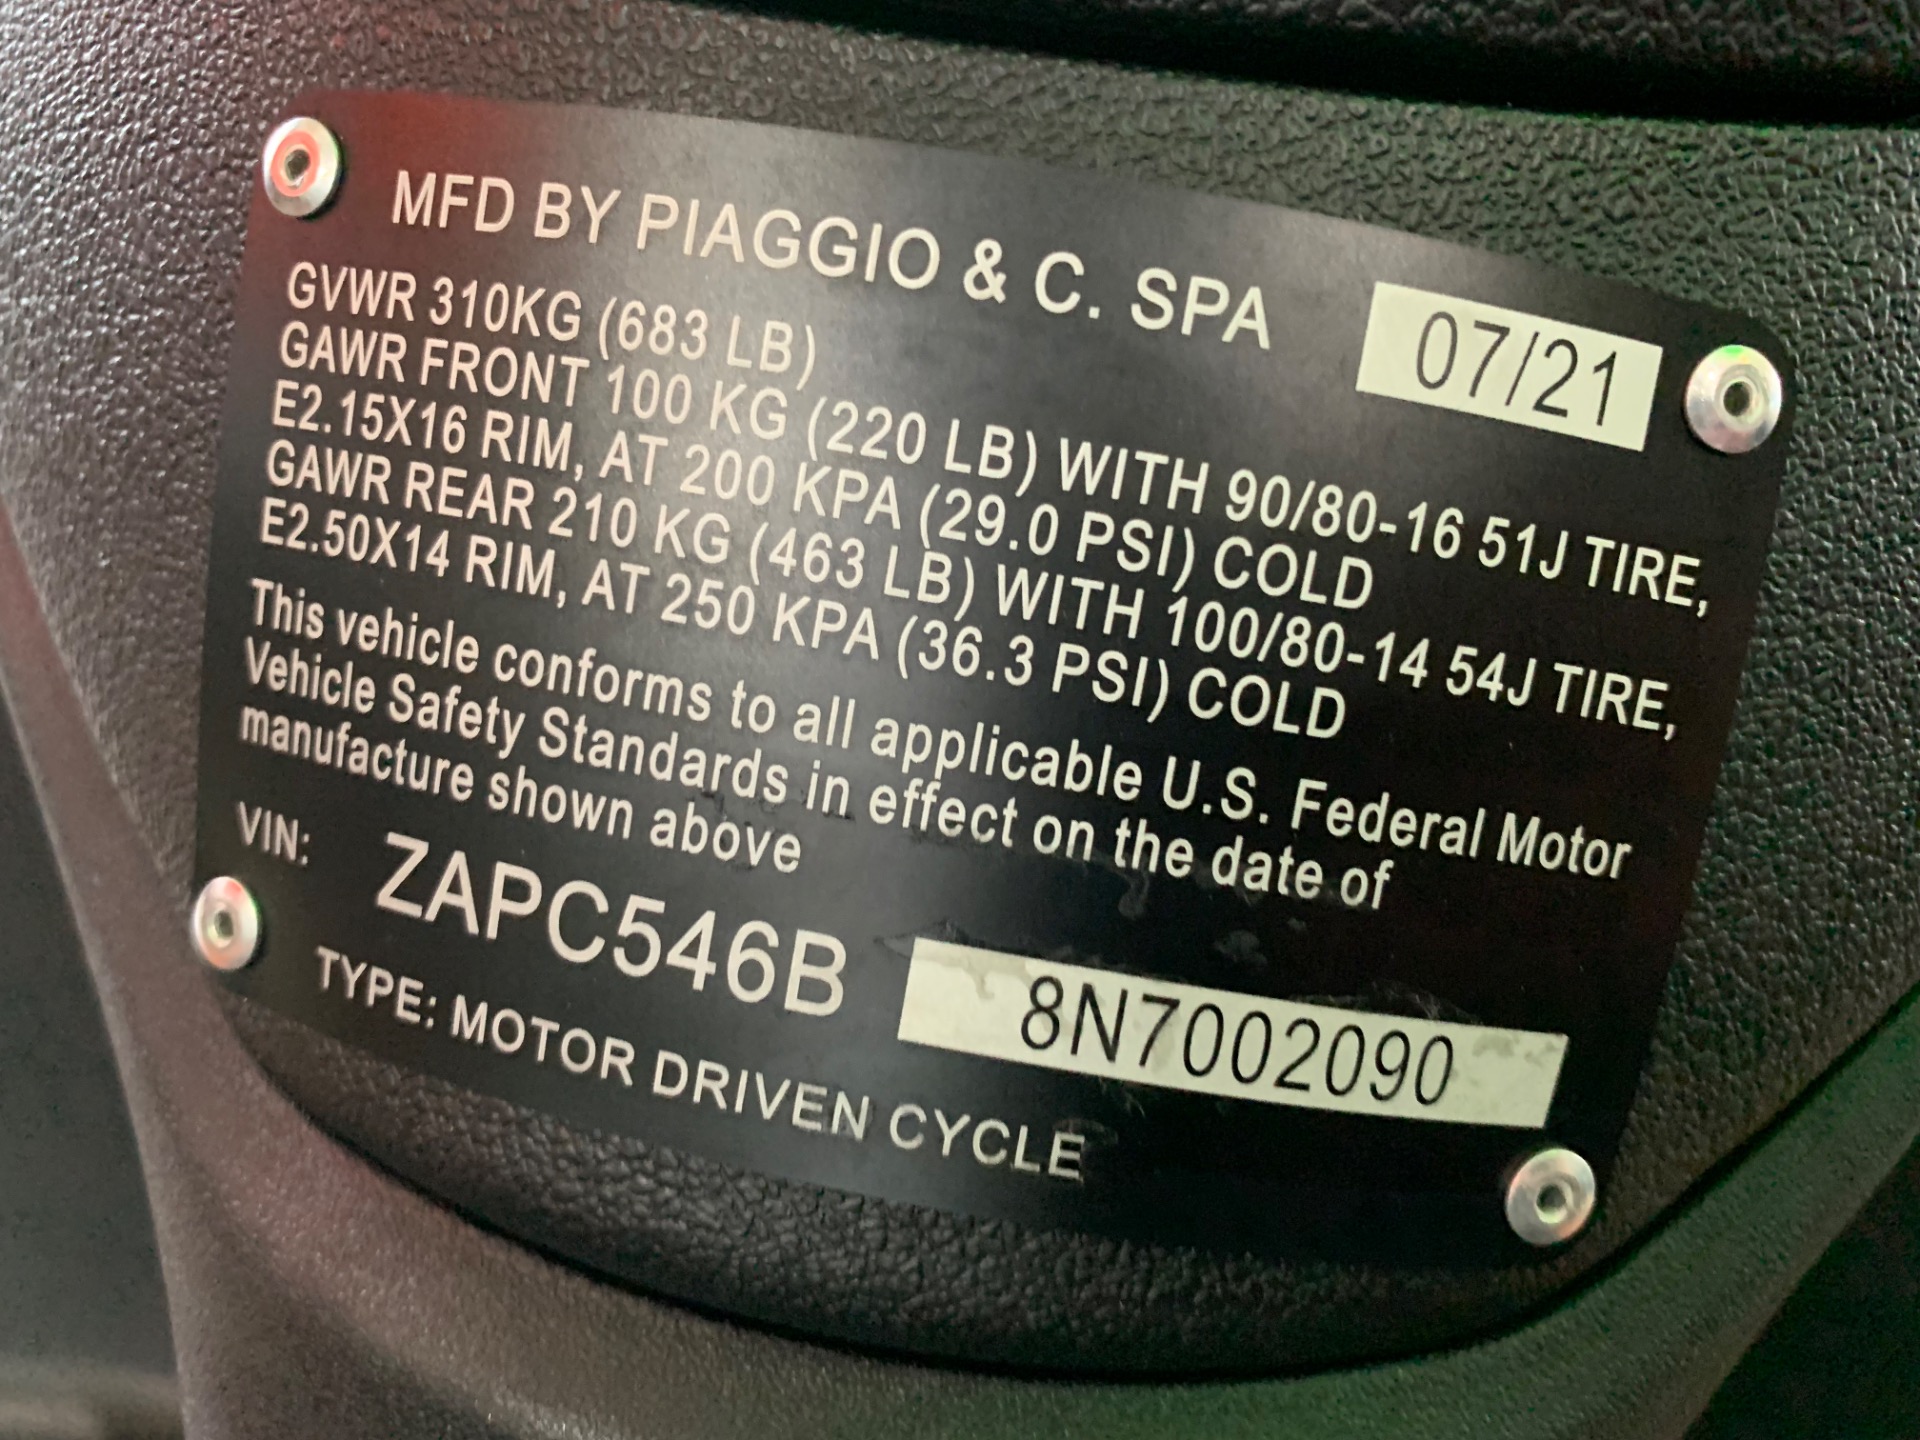 MFD BY PIAGGIO & C. SPA 07/21
GVWR 310KG (683 LB)
GAWR FRONT 100 KG (220 LB) WITH 90/80-16 51J TIRE,
E2.15X16 RIM, AT 200 KPA (29.0 PSI) COLD
GAWR REAR 210 KG (463 LB) WITH 100/80-14 54J TIRE,
E2.50X14 RIM, AT 250 KPA (36.3 PSI) COLD
This vehicle conforms to all applicable U.S. Federal Motor
Vehicle Safety Standards in effect on the date of
manufacture shown above
VIN: ZAPC546B 8N7002090
TYPE: MOTOR DRIVEN CYCLE